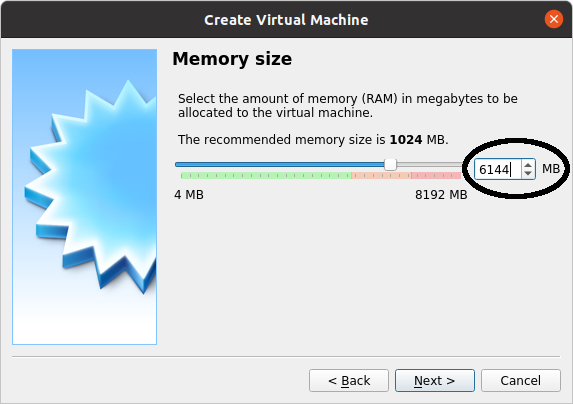 Create Virtual Machine
Memory size
Select the amount of memory (RAM) in megabytes to be
allocated to the virtual machine.
The recommended memory size is 1024 MB.
6144 MB
4 MB 8192 MB
< Back Next > Cancel